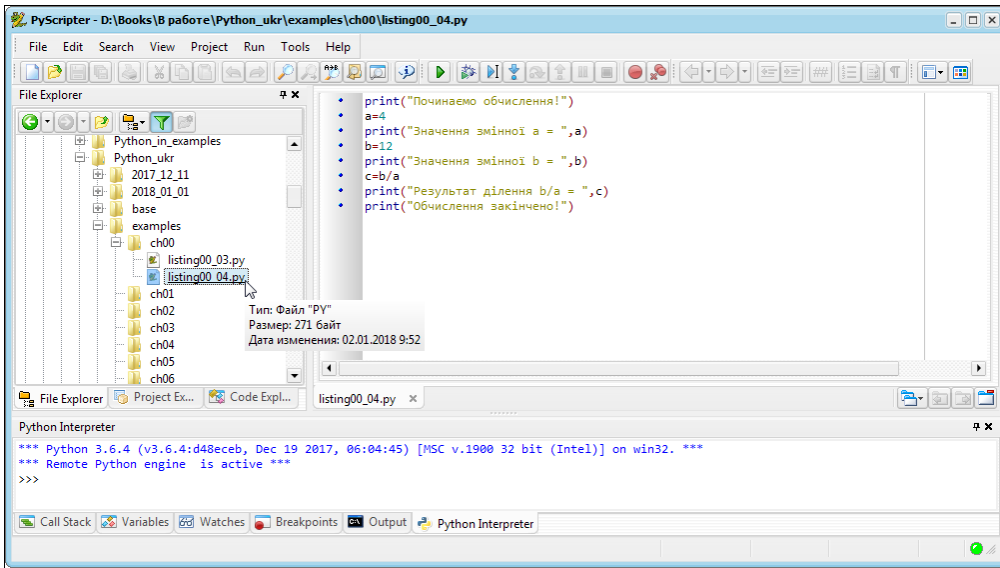 PyScripter - D:\Books\В работе\Python_ukr\examples\ch00\listing00_04.py
File Edit Search View Project Run Tools Help
File Explorer
Python_in_examples
Python_ukr
2017_12_11
2018_01_01
base
examples
ch00
listing00_03.py
listing00_04.py
ch01
ch02
ch03
ch04
ch05
ch06
Тип: Файл "PY"
Размер: 271 байт
Дата изменения: 02.01.2018 9:52
File Explorer Project Ex... Code Expl...
print("Починаємо обчислення!")
a=4
print("Значення змінної a = ",a)
b=12
print("Значення змінної b = ",b)
c=b/a
print("Результат ділення b/a = ",c)
print("Обчислення закінчено!")
listing00_04.py
Python Interpreter
*** Python 3.6.4 (v3.6.4:d48eceb, Dec 19 2017, 06:04:45) [MSC v.1900 32 bit (Intel)] on win32. ***
*** Remote Python engine is active ***
>>>
Call Stack Variables Watches Breakpoints Output Python Interpreter